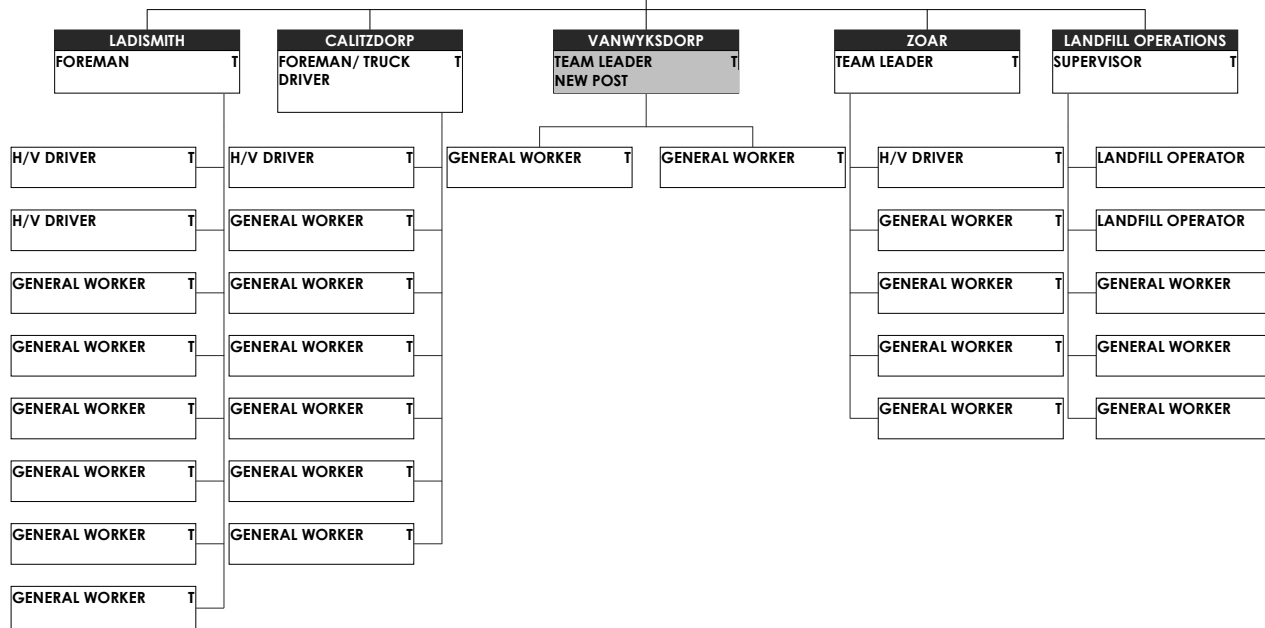 LADISMITH
FOREMAN T
CALITZDORP
FOREMAN/ TRUCK T
DRIVER
VANWYKSDORP
TEAM LEADER T
NEW POST
ZOAR
TEAM LEADER T
LANDFILL OPERATIONS
SUPERVISOR T
H/V DRIVER T
H/V DRIVER T
GENERAL WORKER T
GENERAL WORKER T
GENERAL WORKER T
GENERAL WORKER T
GENERAL WORKER T
GENERAL WORKER T
H/V DRIVER T
GENERAL WORKER T
GENERAL WORKER T
GENERAL WORKER T
GENERAL WORKER T
GENERAL WORKER T
GENERAL WORKER T
GENERAL WORKER T
GENERAL WORKER T
H/V DRIVER T
GENERAL WORKER T
GENERAL WORKER T
GENERAL WORKER T
GENERAL WORKER T
LANDFILL OPERATOR
LANDFILL OPERATOR
GENERAL WORKER
GENERAL WORKER
GENERAL WORKER